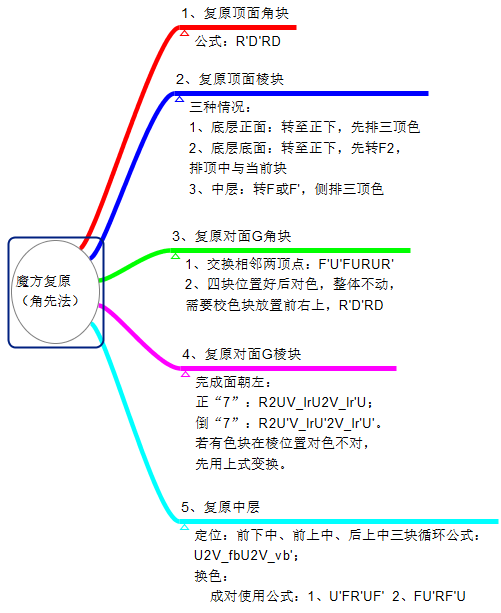 魔方复原
（角先法）
1、复原顶面角块
公式：R'D'RD
2、复原顶面棱块
三种情况：
1、底层正面：转至正下，先排三顶色
2、底层底面：转至正下，先转F2，
排顶中与当前块
3、中层：转F或F'，侧排三顶色
3、复原对面G角块
1、交换相邻两顶点：F'U'FURUR'
2、四块位置好后对色，整体不动，
需要校色块放置前右上，R'D'RD
4、复原对面G棱块
完成面朝左：
正“7”：R2UV_lrU2V_lr'U；
倒“7”：R2U'V_lrU'2V_lr'U'。
若有色块在棱位置对色不对，
先用上式变换。
5、复原中层
定位：前下中、前上中、后上中三块循环公式：
U2V_fbU2V_vb'；
换色：
成对使用公式：1、U'FR'UF' 2、FU'RF'U